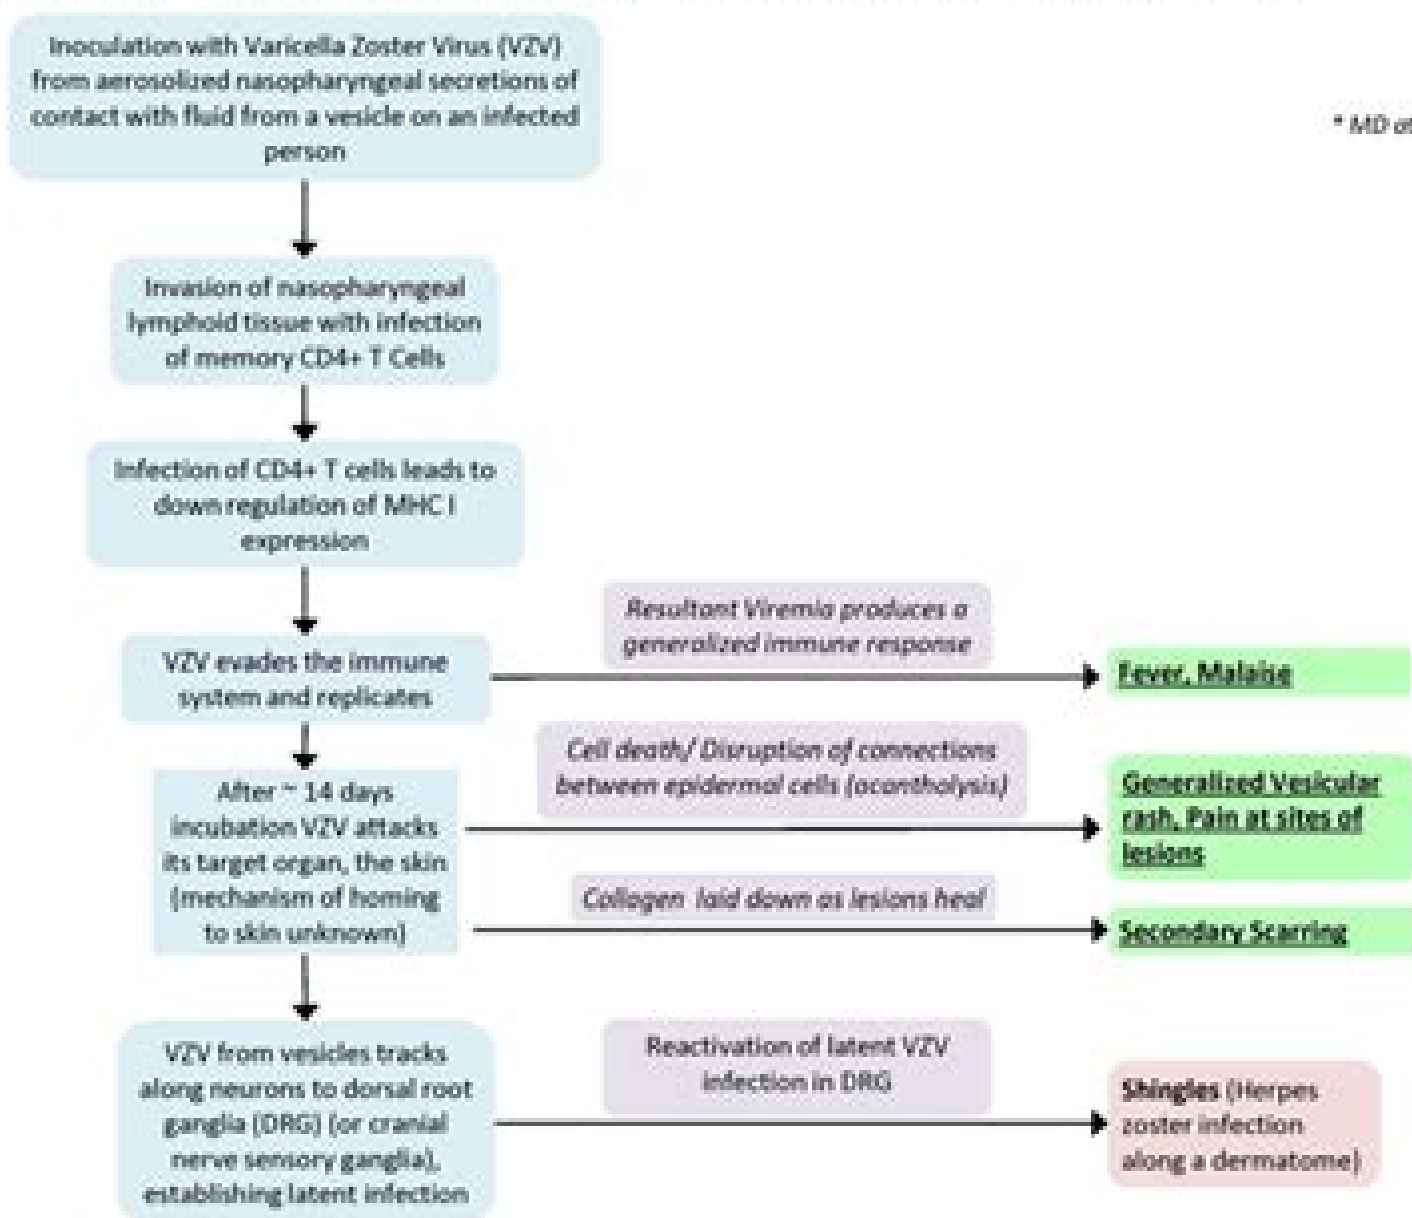 Inoculation with Varicella Zoster Virus (VZV)
from aerosolized nasopharyngeal secretions of
contact with fluid from a vesicle on an infected
person
* MD at
Invasion of nasopharyngeal
lymphoid tissue with infection
of memory CD4+ T Cells
Infection of CD4+ T cells leads to
down regulation of MHC I
expression
Resultant Viremia produces a
generalized immune response
VZV evades the immune
system and replicates
Fever, Malaise
Cell death/ Disruption of connections
between epidermal cells (acantholysis)
After ~ 14 days
incubation VZV attacks
its target organ, the skin
(mechanism of homing
to skin unknown)
Generalized Vesicular
rash, Pain at sites of
lesions
Collagen laid down as lesions heal
Secondary Scarring
VZV from vesicles tracks
along neurons to dorsal root
ganglia (DRG) (or cranial
nerve sensory ganglia),
establishing latent infection
Reactivation of latent VZV
infection in DRG
Shingles (Herpes
zoster infection
along a dermatome)